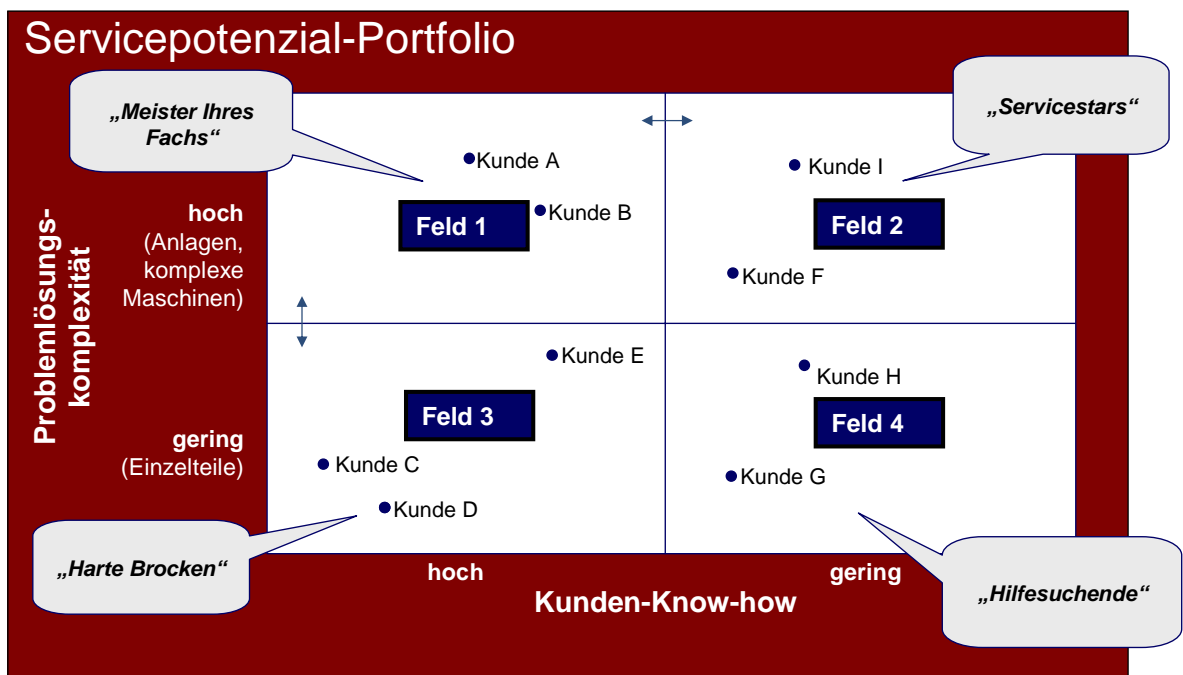 Servicepotenzial-Portfolio
„Meister Ihres
Fachs“
„Servicestars“
Kunde A
Kunde I
Kunde B
Feld 1
Feld 2
Kunde F
Problemlösungs-
komplexität
hoch
(Anlagen,
komplexe
Maschinen)
Kunde E
Kunde H
Feld 3
Feld 4
gering
(Einzelteile)
Kunde C
Kunde G
Kunde D
„Harte Brocken“
„Hilfesuchende“
hoch
gering
Kunden-Know-how